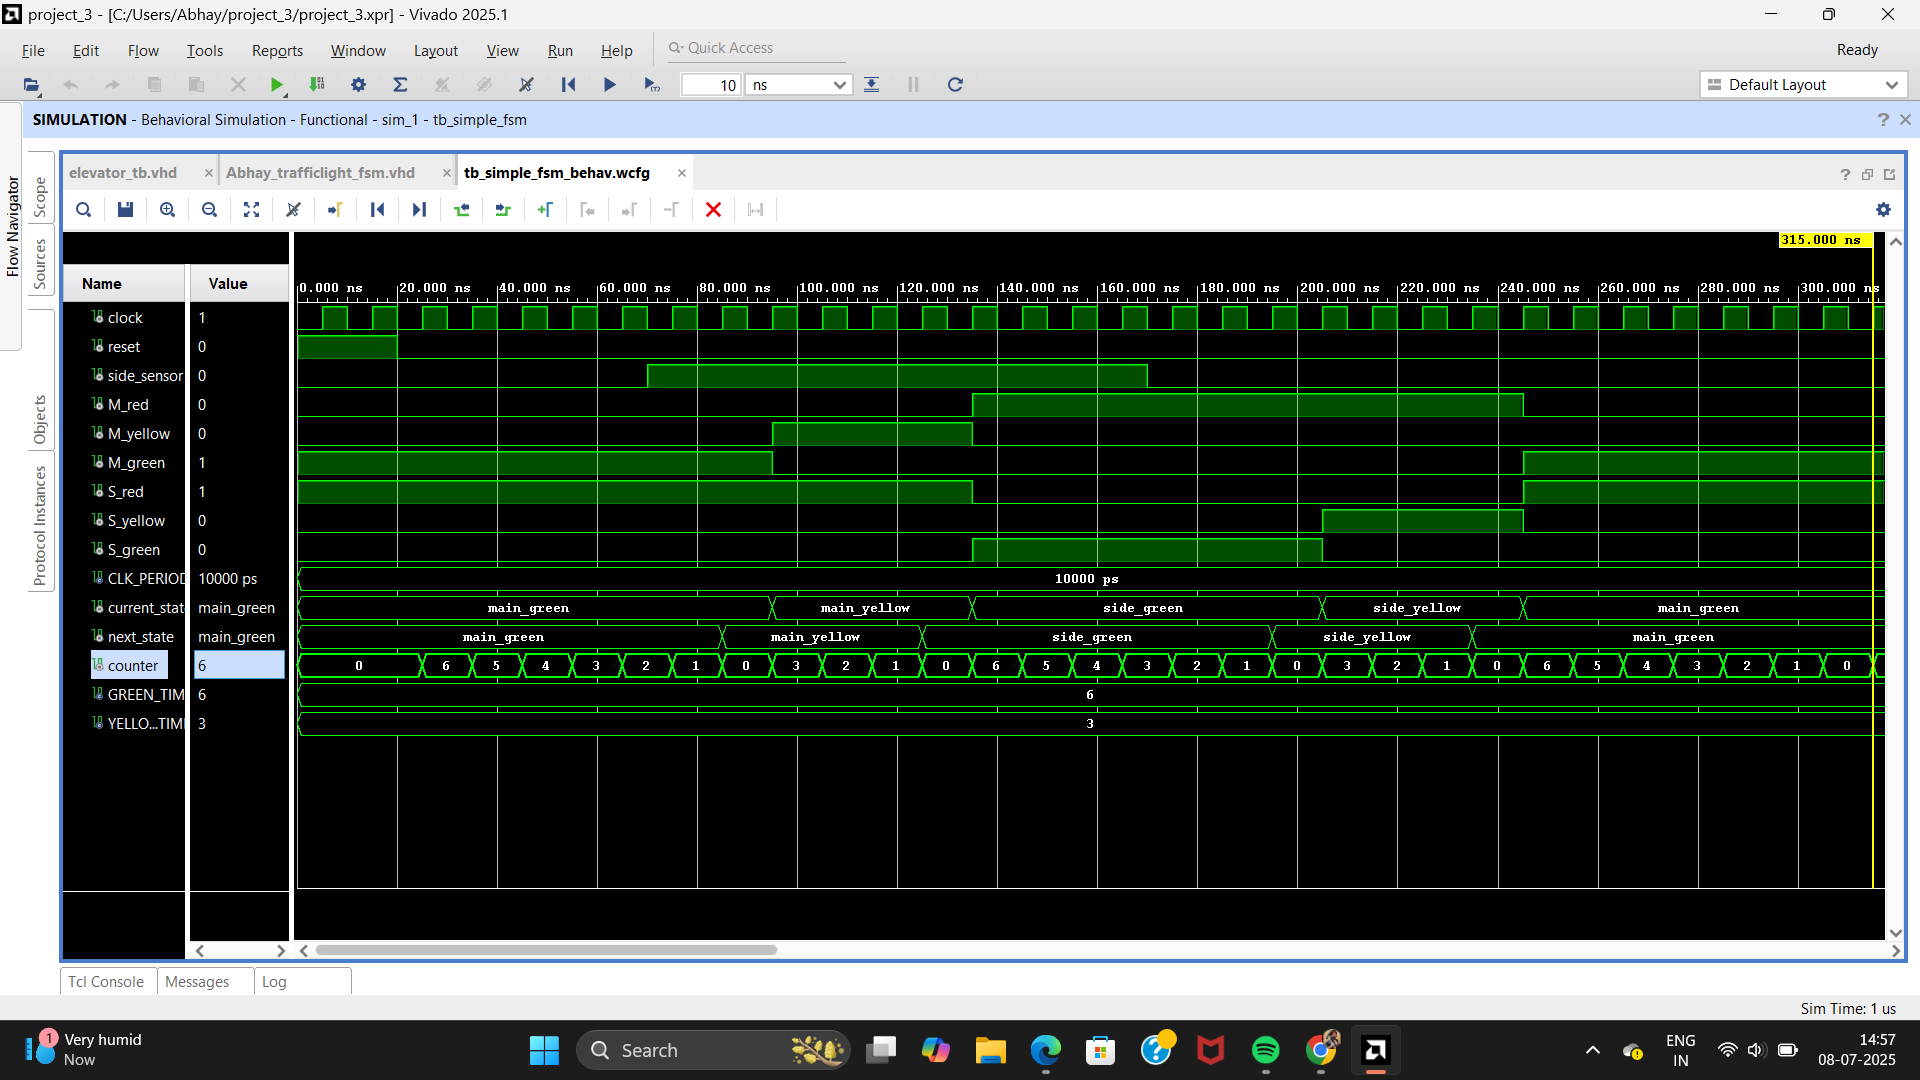 project_3 - [C:/Users/Abhay/project_3/project_3.xpr] - Vivado 2025.1
File Edit Flow Tools Reports Window Layout View Run Help Quick Access Ready
10 ns Default Layout
SIMULATION - Behavioral Simulation - Functional - sim_1 - tb_simple_fsm
Flow Navigator
Scope
Sources
Objects
Protocol Instances
elevator_tb.vhd Abhay_trafficlight_fsm.vhd tb_simple_fsm_behav.wcfg
315.000 ns
Name Value
0.000 ns 20.000 ns 40.000 ns 60.000 ns 80.000 ns 100.000 ns 120.000 ns 140.000 ns 160.000 ns 180.000 ns 200.000 ns 220.000 ns 240.000 ns 260.000 ns 280.000 ns 300.000 ns
clock 1
reset 0
side_sensor 0
M_red 0
M_yellow 0
M_green 1
S_red 1
S_yellow 0
S_green 0
CLK_PERIOD 10000 ps 10000 ps
current_stat main_green main_green main_yellow side_green side_yellow main_green
next_state main_green main_green main_yellow side_green side_yellow main_green
counter 6 0 6 5 4 3 2 1 0 3 2 1 0 6 5 4 3 2 1 0 3 2 1 0 6 5 4 3 2 1 0
GREEN_TIM 6 6
YELLO...TIMI 3 3
Tcl Console Messages Log
Sim Time: 1 us
1
Very humid
Now
Search
ENG
IN
14:57
08-07-2025